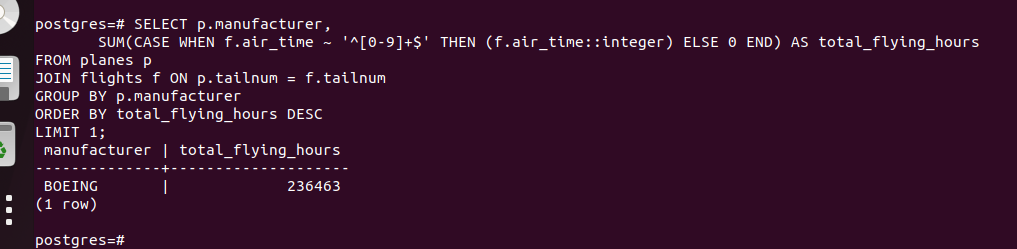 postgres=# SELECT p.manufacturer,
       SUM(CASE WHEN f.air_time ~ '^[0-9]+$' THEN (f.air_time::integer) ELSE 0 END) AS total_flying_hours
FROM planes p
JOIN flights f ON p.tailnum = f.tailnum
GROUP BY p.manufacturer
ORDER BY total_flying_hours DESC
LIMIT 1;
 manufacturer | total_flying_hours
--------------+--------------------
 BOEING       |             236463
(1 row)
postgres=#